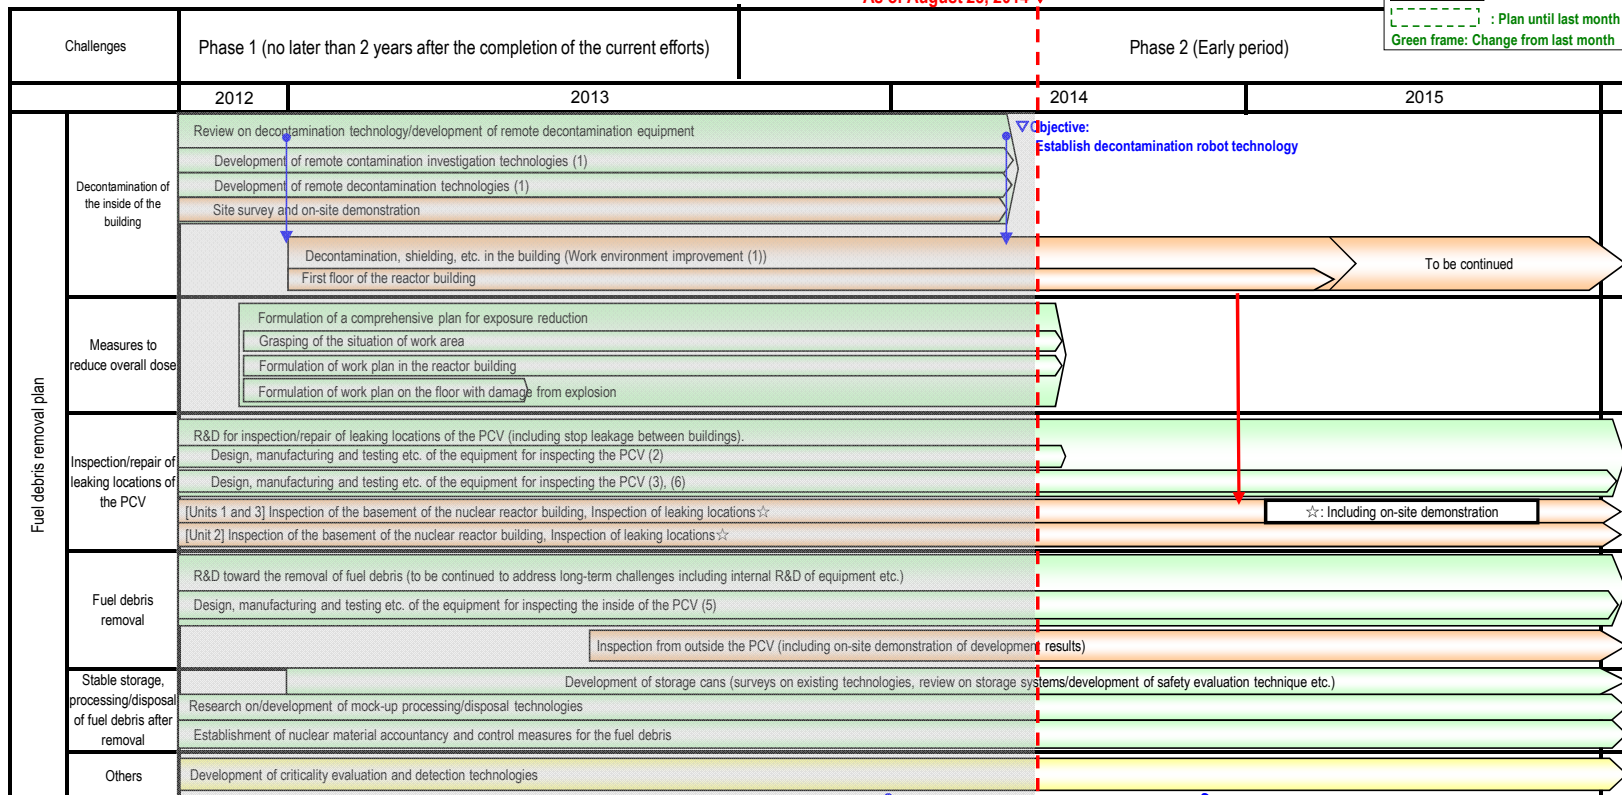 As of August 28, 2014
: Plan until last month
Green frame: Change from last month
Challenges
Phase 1 (no later than 2 years after the completion of the current efforts)
Phase 2 (Early period)
2012
2013
2014
2015
Fuel debris removal plan
Decontamination of
the inside of the
building
Review on decontamination technology/development of remote decontamination equipment
Development of remote contamination investigation technologies (1)
Development of remote decontamination technologies (1)
Site survey and on-site demonstration
▽Objective:
Establish decontamination robot technology
Decontamination, shielding, etc. in the building (Work environment improvement (1))
First floor of the reactor building
To be continued
Measures to
reduce overall dose
Formulation of a comprehensive plan for exposure reduction
Grasping of the situation of work area
Formulation of work plan in the reactor building
Formulation of work plan on the floor with damage from explosion
Inspection/repair of
leaking locations of
the PCV
R&D for inspection/repair of leaking locations of the PCV (including stop leakage between buildings).
Design, manufacturing and testing etc. of the equipment for inspecting the PCV (2)
Design, manufacturing and testing etc. of the equipment for inspecting the PCV (3), (6)
[Units 1 and 3] Inspection of the basement of the nuclear reactor building, Inspection of leaking locations☆
☆: Including on-site demonstration
[Unit 2] Inspection of the basement of the nuclear reactor building, Inspection of leaking locations☆
Fuel debris
removal
R&D toward the removal of fuel debris (to be continued to address long-term challenges including internal R&D of equipment etc.)
Design, manufacturing and testing etc. of the equipment for inspecting the inside of the PCV (5)
Inspection from outside the PCV (including on-site demonstration of development results)
Stable storage,
processing/disposal
of fuel debris after
removal
Development of storage cans (surveys on existing technologies, review on storage systems/development of safety evaluation technique etc.)
Research on/development of mock-up processing/disposal technologies
Establishment of nuclear material accountancy and control measures for the fuel debris
Others
Development of criticality evaluation and detection technologies